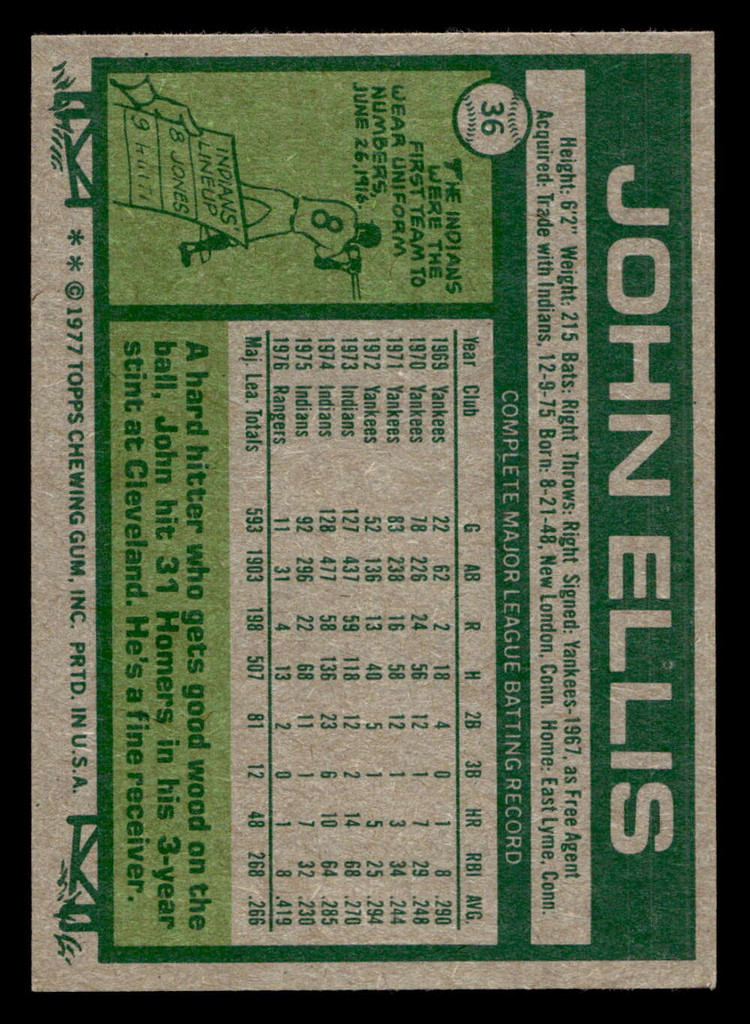 JOHN ELLIS
36
Height: 6'2" Weight: 215 Bats: Right Throws: Right Signed: Yankees-1967, as Free Agent
Acquired: Trade with Indians, 12-9-75 Born: 8-21-48, New London, Conn. Home: East Lyme, Conn.
COMPLETE MAJOR LEAGUE BATTING RECORD
Year Club G AB R H 2B 3B HR RBI AVG.
1969 Yankees 22 62 2 18 4 0 1 8 .290
1970 Yankees 78 226 24 56 12 1 7 29 .248
1971 Yankees 83 238 16 58 12 1 3 34 .244
1972 Yankees 52 136 13 40 5 1 5 25 .294
1973 Indians 127 437 59 118 12 2 14 68 .270
1974 Indians 128 477 58 136 23 6 10 64 .285
1975 Indians 92 296 22 68 11 1 7 32 .230
1976 Rangers 11 31 4 13 2 0 1 8 .419
Maj. Lea. Totals 593 1903 198 507 81 12 48 268 .266
THE INDIANS
WERE THE
FIRST TEAM TO
WEAR UNIFORM
NUMBERS,
JUNE 26, 1916.
8
INDIANS'
LINEUP
8 JONES
9
A hard hitter who gets good wood on the
ball, John hit 31 Homers in his 3-year
stint at Cleveland. He's a fine receiver.
* * © 1977 TOPPS CHEWING GUM, INC. PRTD. IN U.S.A.